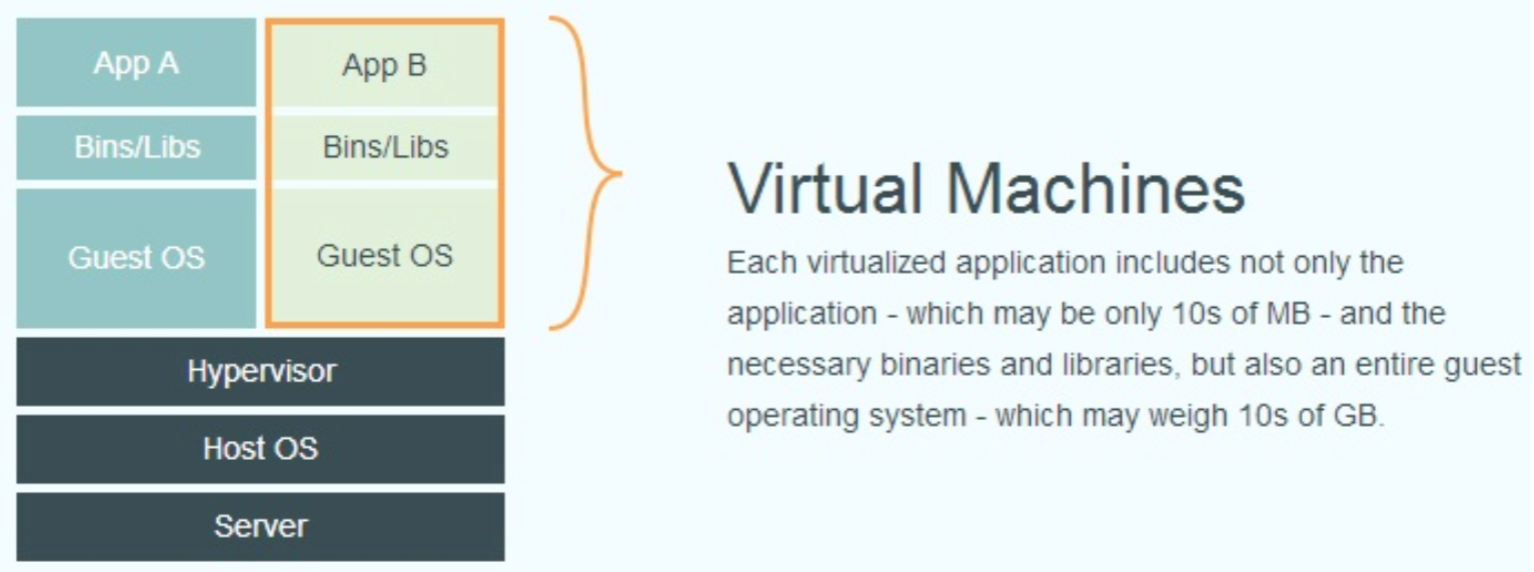 App A
App B
Bins/Libs
Bins/Libs
Guest OS
Guest OS
Hypervisor
Host OS
Server
Virtual Machines
Each virtualized application includes not only the
application - which may be only 10s of MB - and the
necessary binaries and libraries, but also an entire guest
operating system - which may weigh 10s of GB.